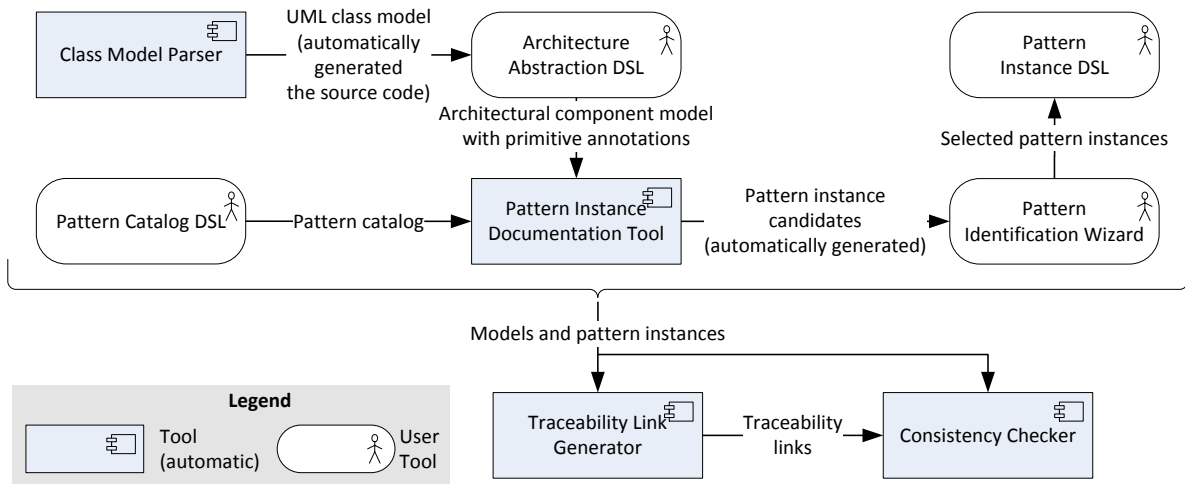 Class Model Parser
UML class model
(automatically
generated
the source code)
Architecture
Abstraction DSL
Pattern
Instance DSL
Architectural component model
with primitive annotations
Selected pattern instances
Pattern Catalog DSL
Pattern catalog
Pattern Instance
Documentation Tool
Pattern instance
candidates
(automatically generated)
Pattern
Identification Wizard
Models and pattern instances
Legend
Tool
(automatic)
User
Tool
Traceability Link
Generator
Traceability
links
Consistency Checker